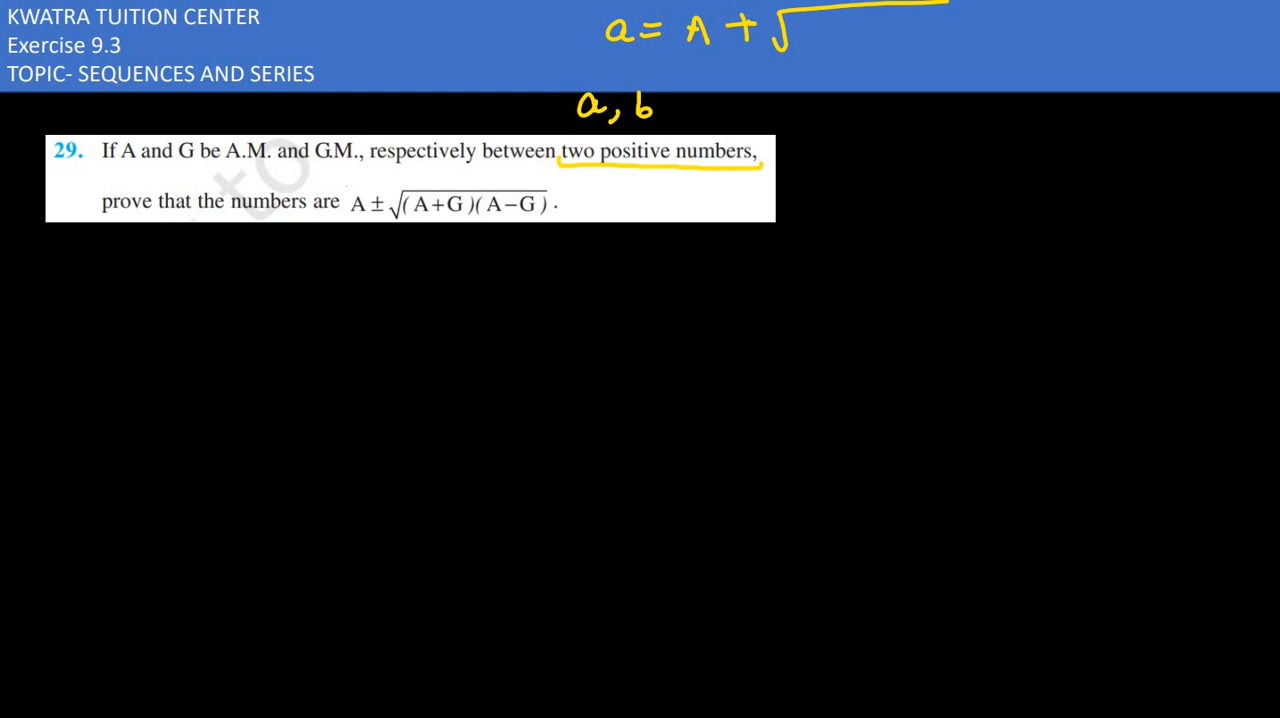 KWATRA TUITION CENTER
a = A + √
Exercise 9.3
TOPIC- SEQUENCES AND SERIES
a, b
29. If A and G be A.M. and G.M., respectively between two positive numbers,
prove that the numbers are A ± √(A+G)(A−G) .
to